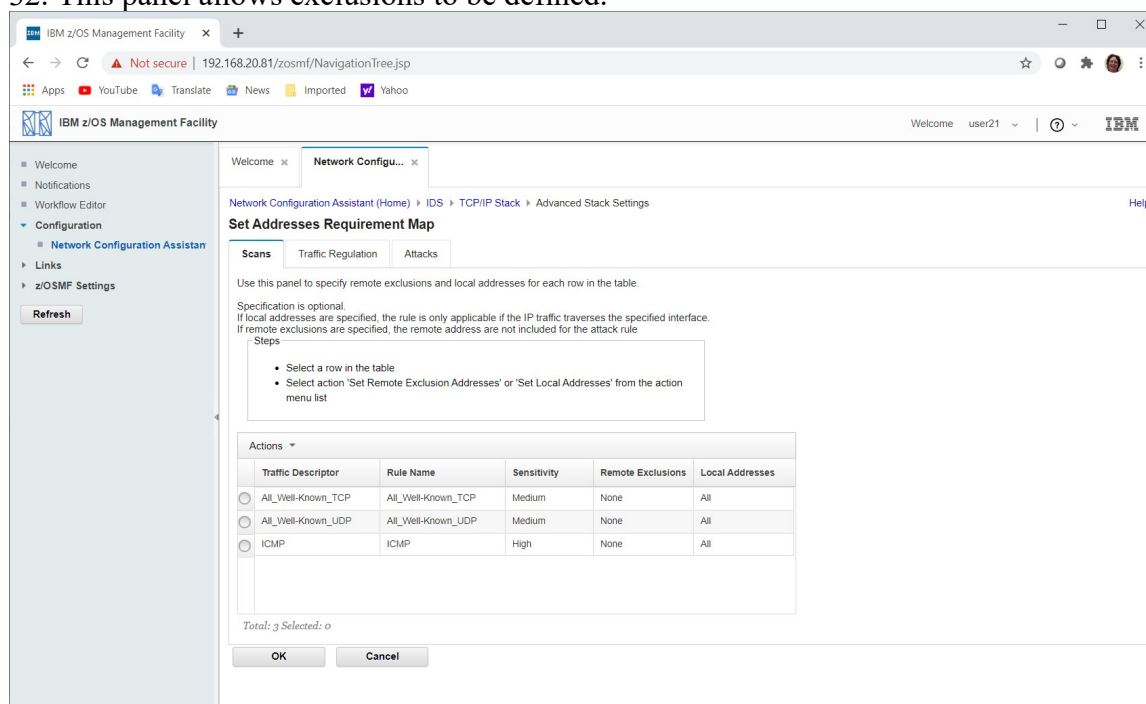 32. This panel allows exclusions to be defined.
IBM IBM z/OS Management Facility
Not secure | 192.168.20.81/zosmf/NavigationTree.jsp
Apps YouTube Translate News Imported Yahoo
IBM z/OS Management Facility Welcome user21 IBM
Welcome
Notifications
Workflow Editor
Configuration
Network Configuration Assistan
Links
z/OSMF Settings
Refresh
Welcome Network Configu...
Network Configuration Assistant (Home) IDS TCP/IP Stack Advanced Stack Settings Help
Set Addresses Requirement Map
Scans Traffic Regulation Attacks
Use this panel to specify remote exclusions and local addresses for each row in the table.
Specification is optional.
If local addresses are specified, the rule is only applicable if the IP traffic traverses the specified interface.
If remote exclusions are specified, the remote address are not included for the attack rule
Steps
• Select a row in the table
• Select action 'Set Remote Exclusion Addresses' or 'Set Local Addresses' from the action
menu list
Actions
Traffic Descriptor Rule Name Sensitivity Remote Exclusions Local Addresses
All_Well-Known_TCP All_Well-Known_TCP Medium None All
All_Well-Known_UDP All_Well-Known_UDP Medium None All
ICMP ICMP High None All
Total: 3 Selected: 0
OK Cancel